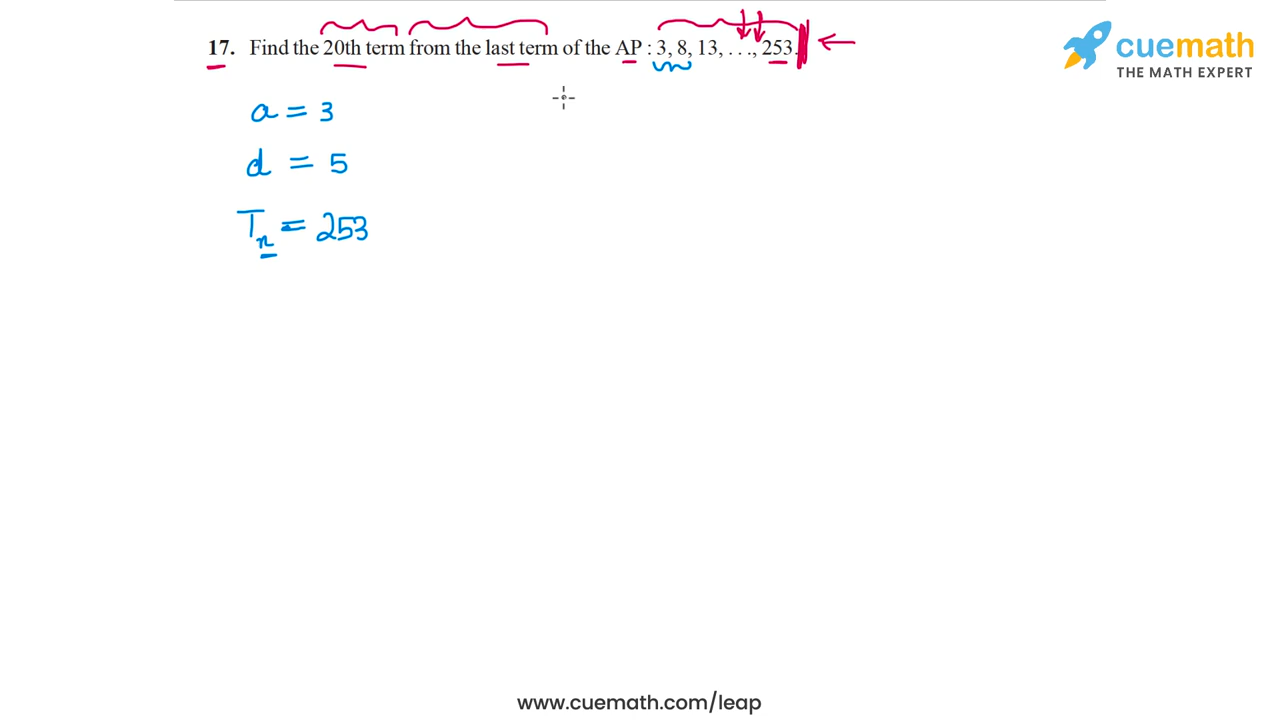 17. Find the 20th term from the last term of the AP : 3, 8, 13, . . ., 253.
cuemath
THE MATH EXPERT
a = 3
d = 5
Tn = 253
www.cuemath.com/leap